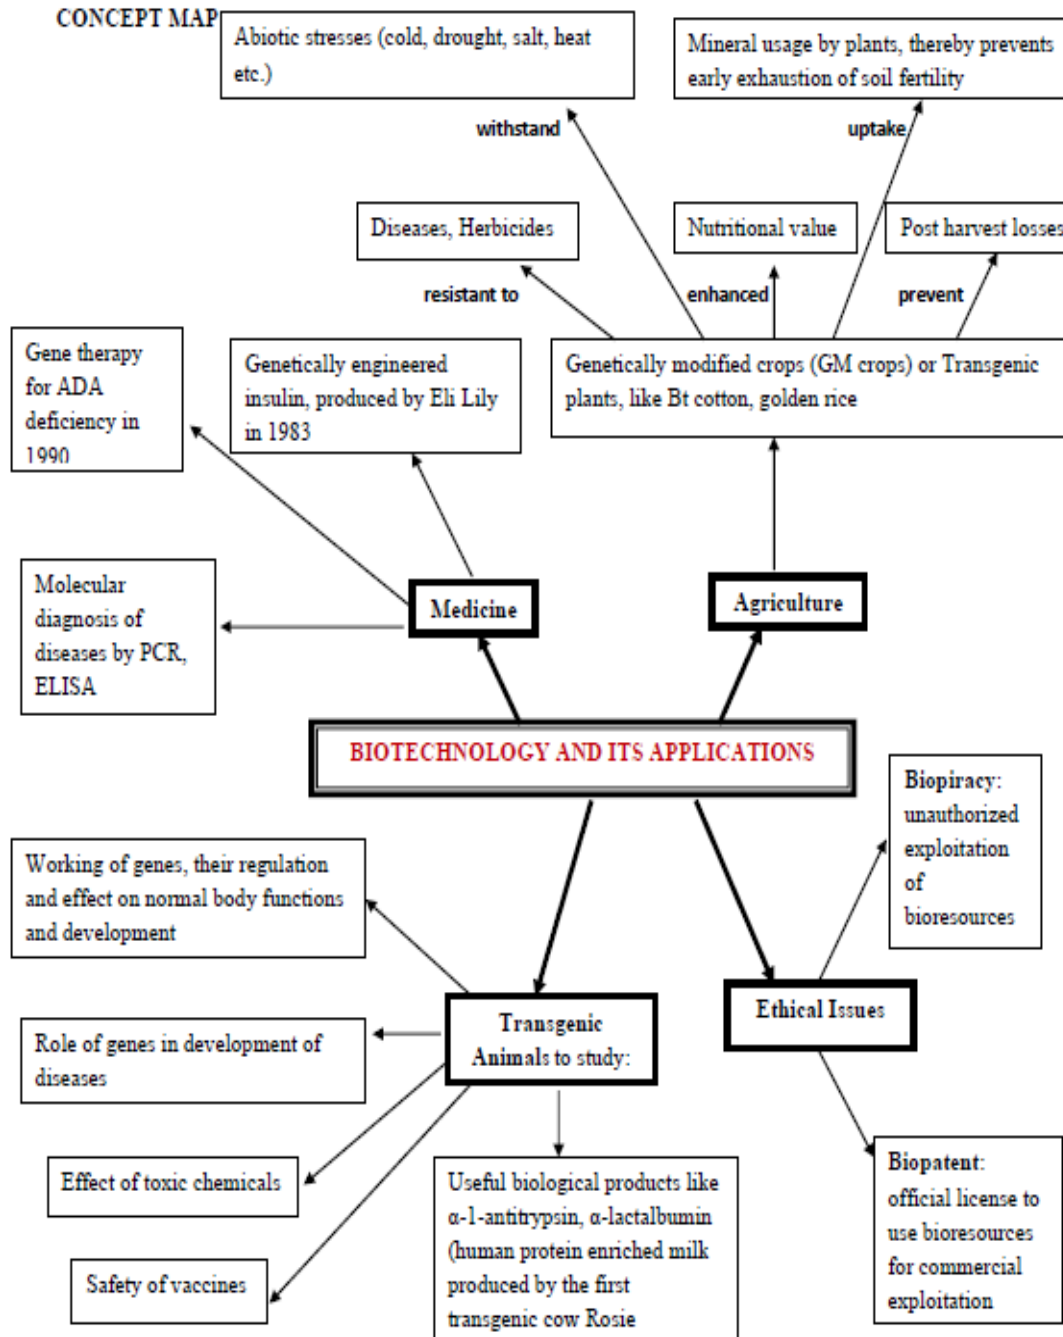 CONCEPT MAP
Abiotic stresses (cold, drought, salt, heat
etc.)
Mineral usage by plants, thereby prevents
early exhaustion of soil fertility
withstand
uptake
Diseases, Herbicides
Nutritional value
Post harvest losses
resistant to
enhanced
prevent
Gene therapy
for ADA
deficiency in
1990
Genetically engineered
insulin, produced by Eli Lily
in 1983
Genetically modified crops (GM crops) or Transgenic
plants, like Bt cotton, golden rice
Molecular
diagnosis of
diseases by PCR,
ELISA
Medicine
Agriculture
BIOTECHNOLOGY AND ITS APPLICATIONS
Biopiracy:
unauthorized
exploitation
of
bioresources
Working of genes, their regulation
and effect on normal body functions
and development
Transgenic
Animals to study:
Ethical Issues
Role of genes in development of
diseases
Effect of toxic chemicals
Safety of vaccines
Useful biological products like
α-1-antitrypsin, α-lactalbumin
(human protein enriched milk
produced by the first
transgenic cow Rosie
Biopatent:
official license to
use bioresources
for commercial
exploitation